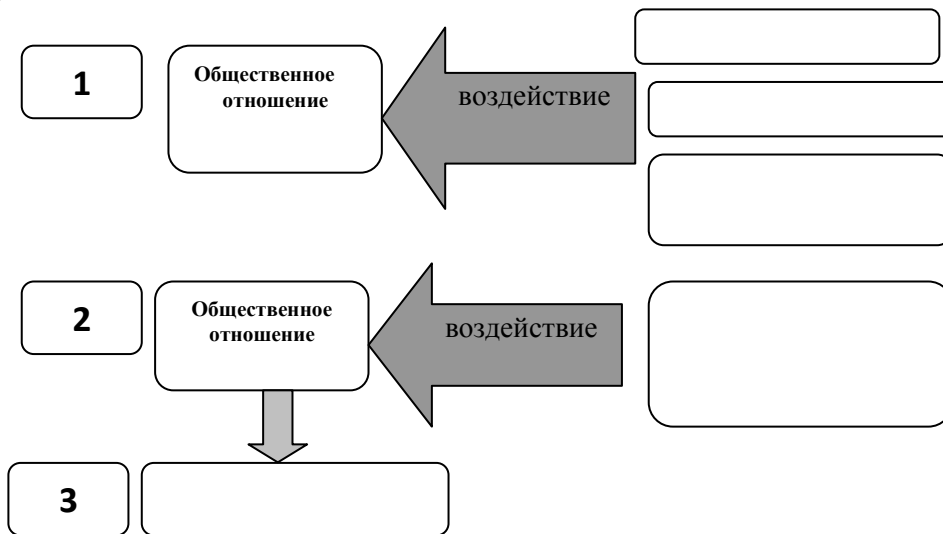 1
Общественное
отношение
воздействие
2
Общественное
отношение
воздействие
3